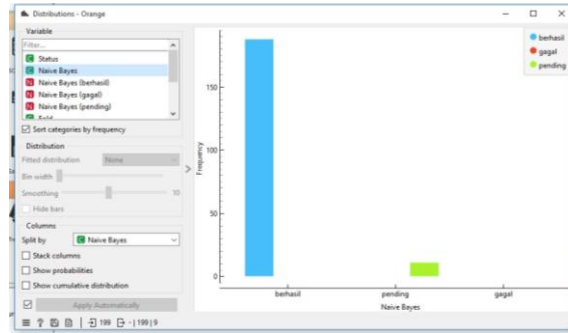 Distributions - Orange
Variable
Filter...
Status
Naive Bayes
Naive Bayes (berhasil)
Naive Bayes (gagal)
Naive Bayes (pending)
Sort categories by frequency
Distribution
Fitted distribution None
Bin width
Smoothing 10
Hide bars
Columns
Split by Naive Bayes
Stack columns
Show probabilities
Show cumulative distribution
Apply Automatically
199 - | 199 | 9
berhasil
gagal
pending
Frequency
150
100
50
0
berhasil pending gagal
Naive Bayes